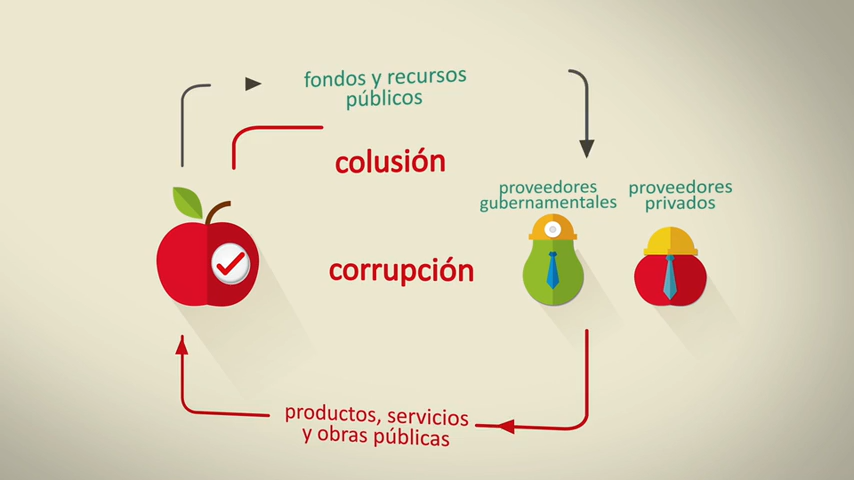 fondos y recursos
públicos
colusión
proveedores
gubernamentales
proveedores
privados
corrupción
productos, servicios
y obras públicas